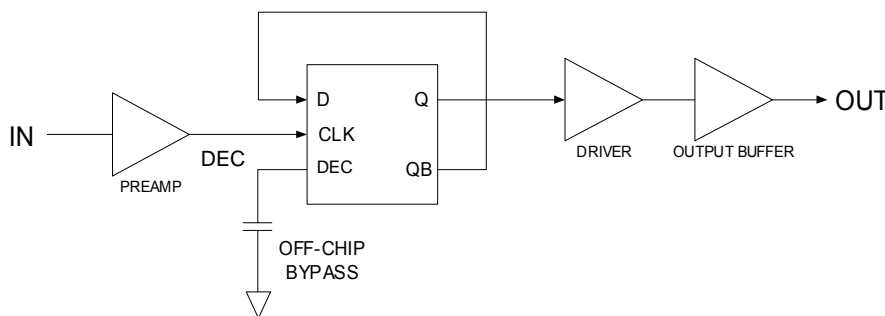 D
Q
OUT
IN
CLK
DEC
DEC
QB
DRIVER
OUTPUT BUFFER
PREAMP
OFF-CHIP
BYPASS